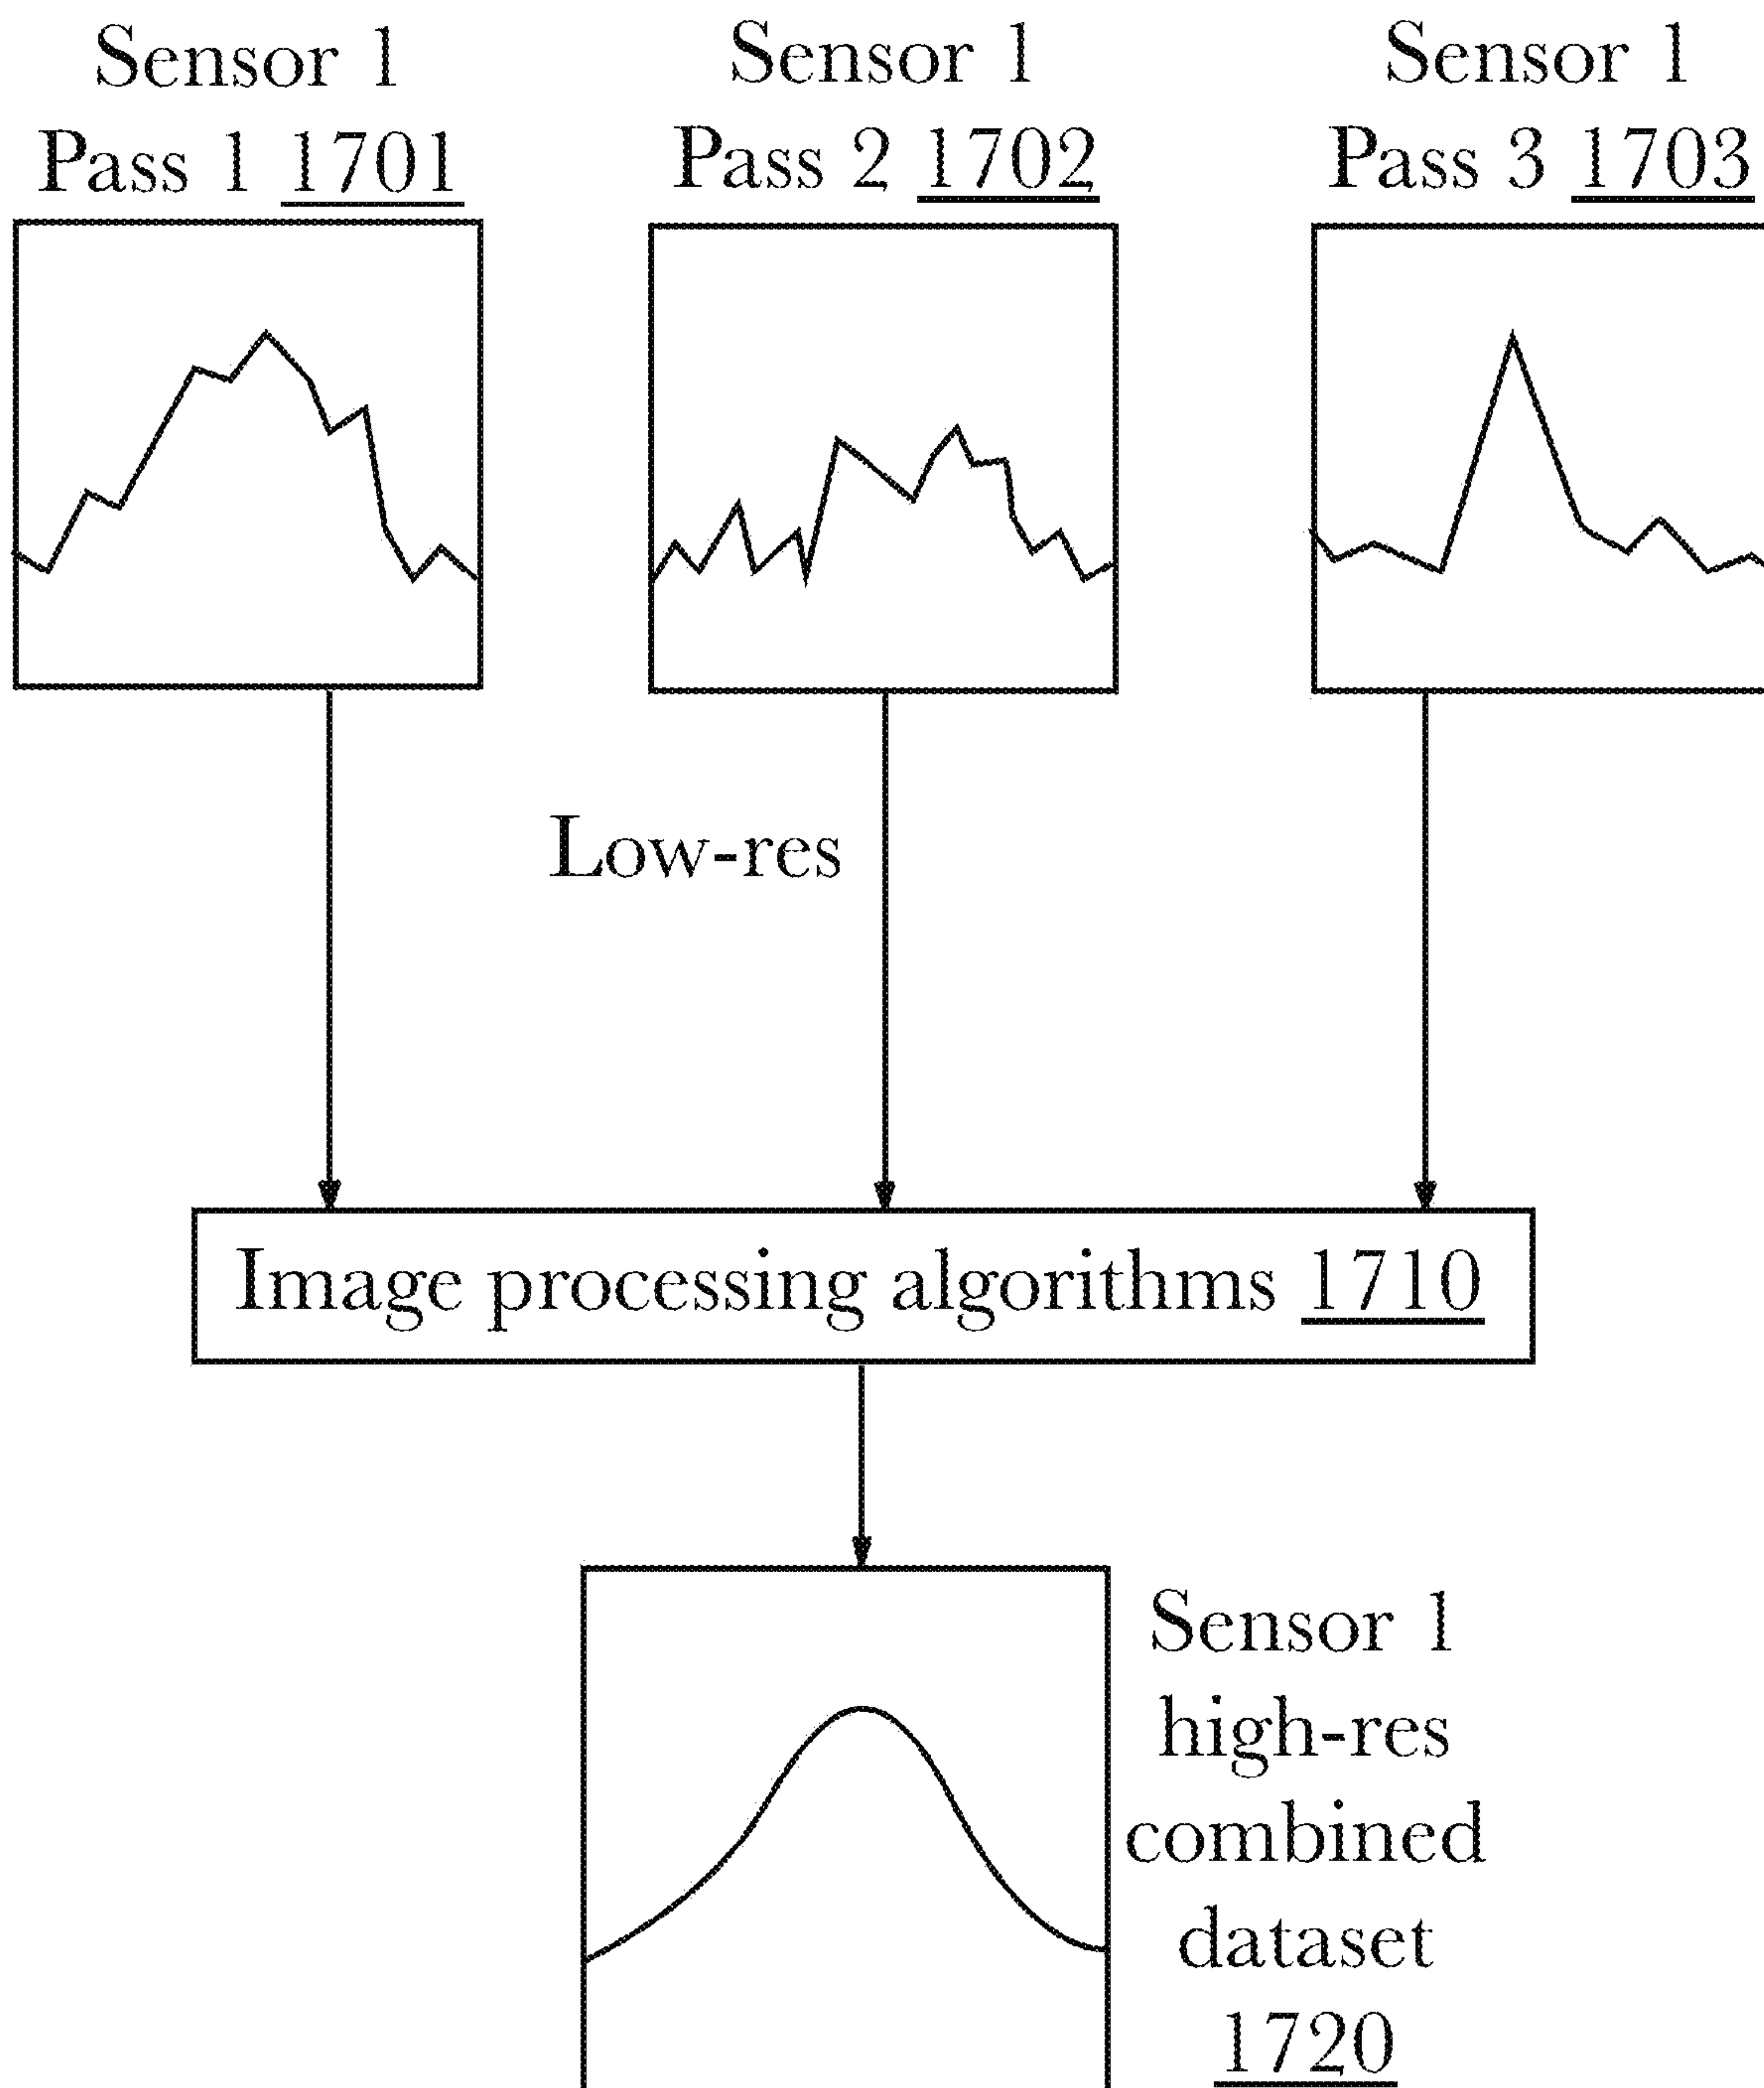 Sensor 1
Pass 1 1701
Sensor 1
Pass 2 1702
Sensor 1
Pass 3 1703
Low-res
Image processing algorithms 1710
Sensor 1
high-res
combined
dataset
1720